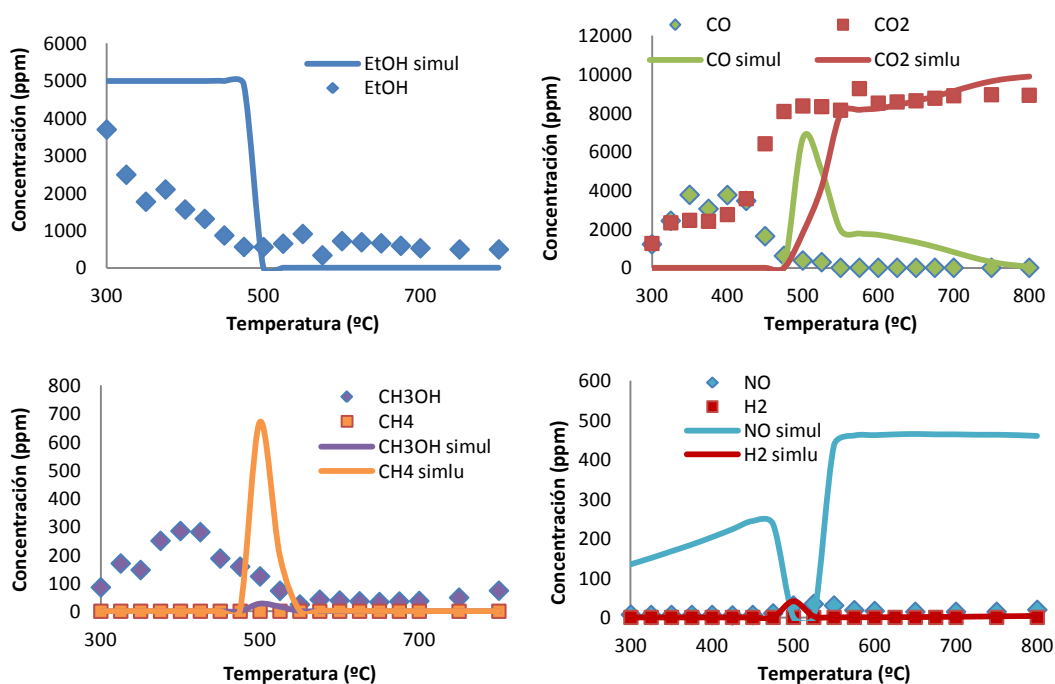 EtOH simul
EtOH
Concentración (ppm)
6000
5000
4000
3000
2000
1000
0
300
500
700
Temperatura (ºC)
CO
CO2
CO simul
CO2 simlu
Concentración (ppm)
12000
10000
8000
6000
4000
2000
0
300
400
500
600
700
800
Temperatura (ºC)
CH3OH
CH4
CH3OH simul
CH4 simlu
Concentración (ppm)
800
700
600
500
400
300
200
100
0
300
500
700
Temperatura (ºC)
NO
H2
NO simul
H2 simlu
Concentración (ppm)
600
500
400
300
200
100
0
300
400
500
600
700
800
Temperatura (ºC)